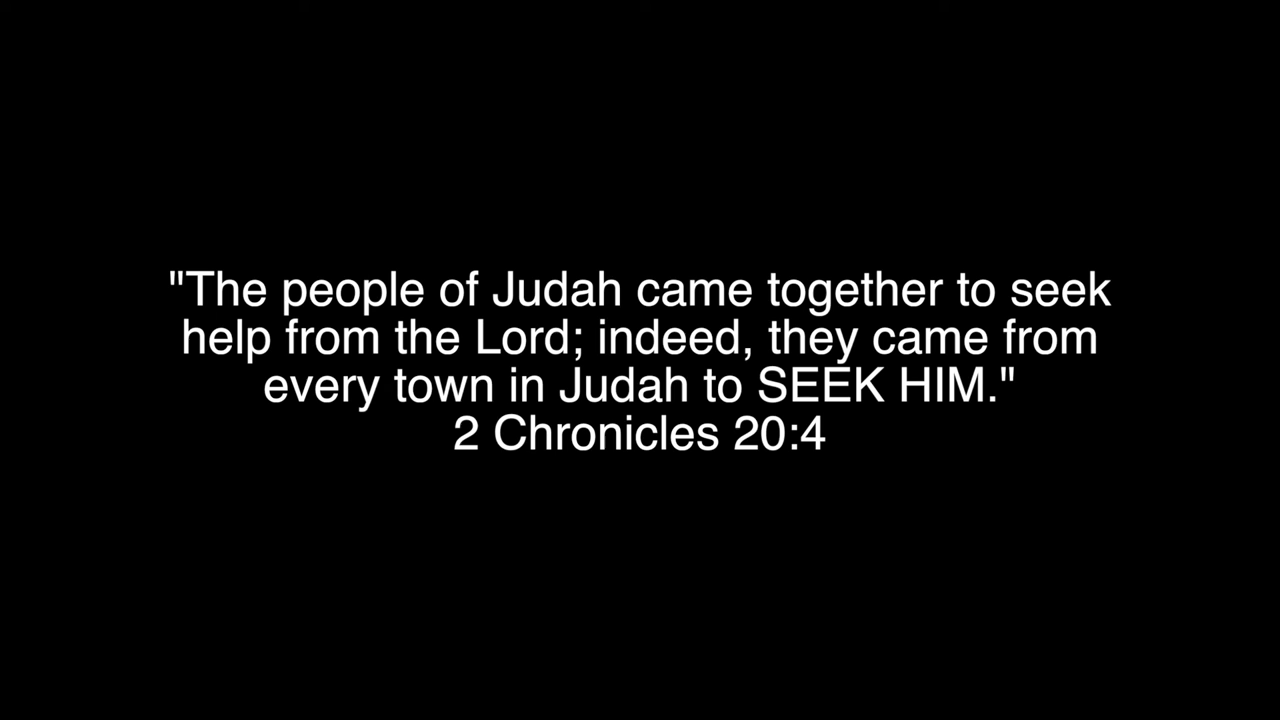 "The people of Judah came together to seek
help from the Lord; indeed, they came from
every town in Judah to SEEK HIM."
2 Chronicles 20:4